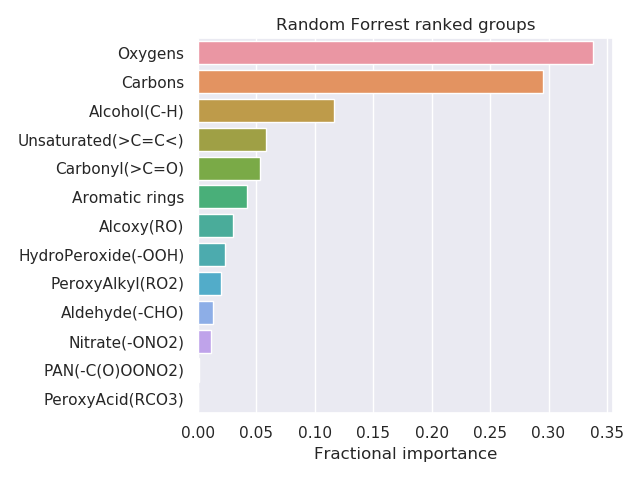 Random Forrest ranked groups
Oxygens
Carbons
Alcohol(C-H)
Unsaturated(>C=C<)
Carbonyl(>C=O)
Aromatic rings
Alcoxy(RO)
HydroPeroxide(-OOH)
PeroxyAlkyl(RO2)
Aldehyde(-CHO)
Nitrate(-ONO2)
PAN(-C(O)OONO2)
PeroxyAcid(RCO3)
0.00 0.05 0.10 0.15 0.20 0.25 0.30 0.35
Fractional importance